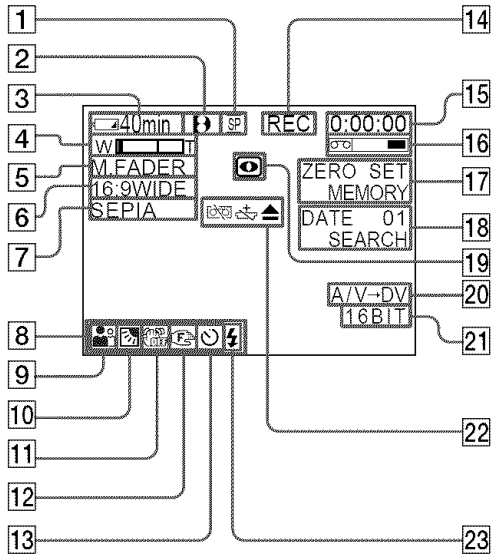 1
14
2
3
15
40min
SP
REC
0:00:00
4
W
T
16
5
M.FADER
ZERO SET
MEMORY
17
6
16:9WIDE
7
SEPIA
DATE 01
SEARCH
18
19
A/V→DV
20
16BIT
21
8
OFF
F
9
10
22
11
12
13
23